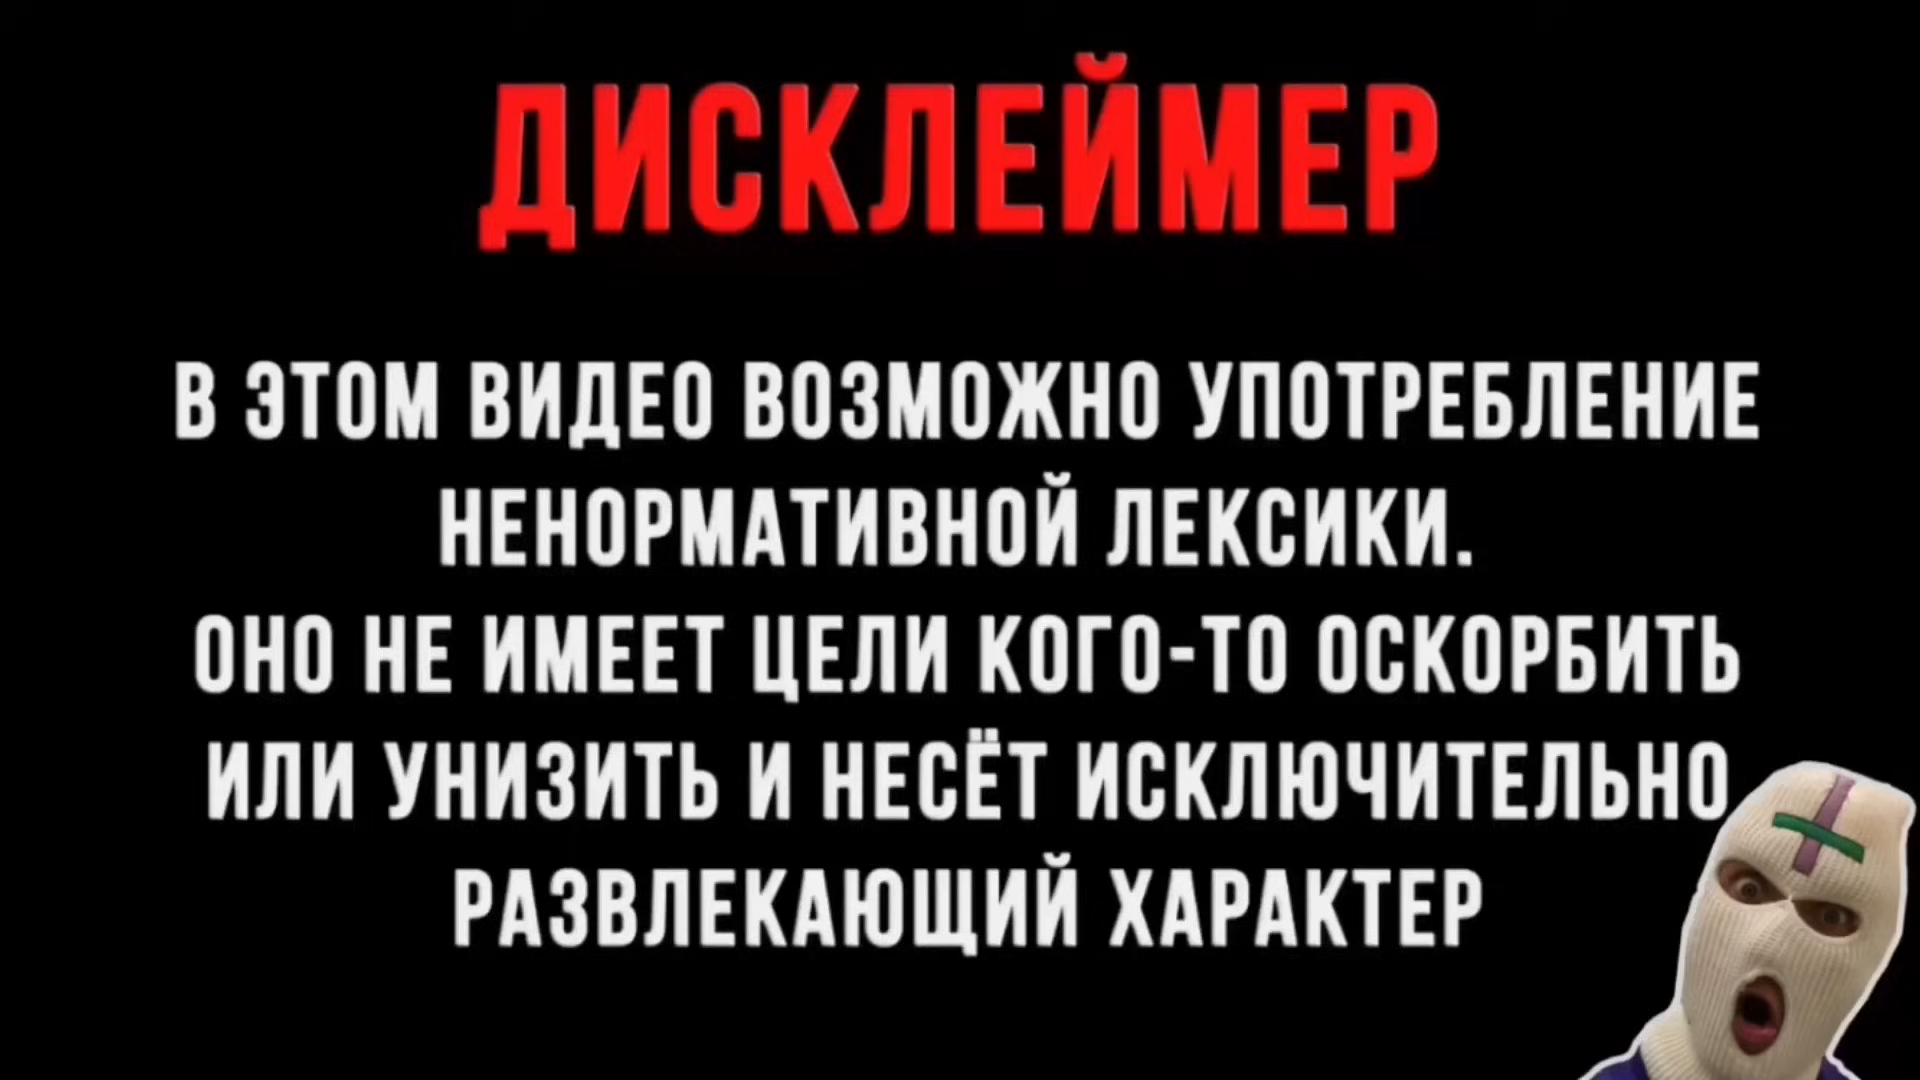 ДИСКЛЕЙМЕР
В ЭТОМ ВИДЕО ВОЗМОЖНО УПОТРЕБЛЕНИЕ
НЕНОРМАТИВНОЙ ЛЕКСИКИ.
ОНО НЕ ИМЕЕТ ЦЕЛИ КОГО-ТО ОСКОРБИТЬ
ИЛИ УНИЗИТЬ И НЕСЁТ ИСКЛЮЧИТЕЛЬНО
РАЗВЛЕКАЮЩИЙ ХАРАКТЕР